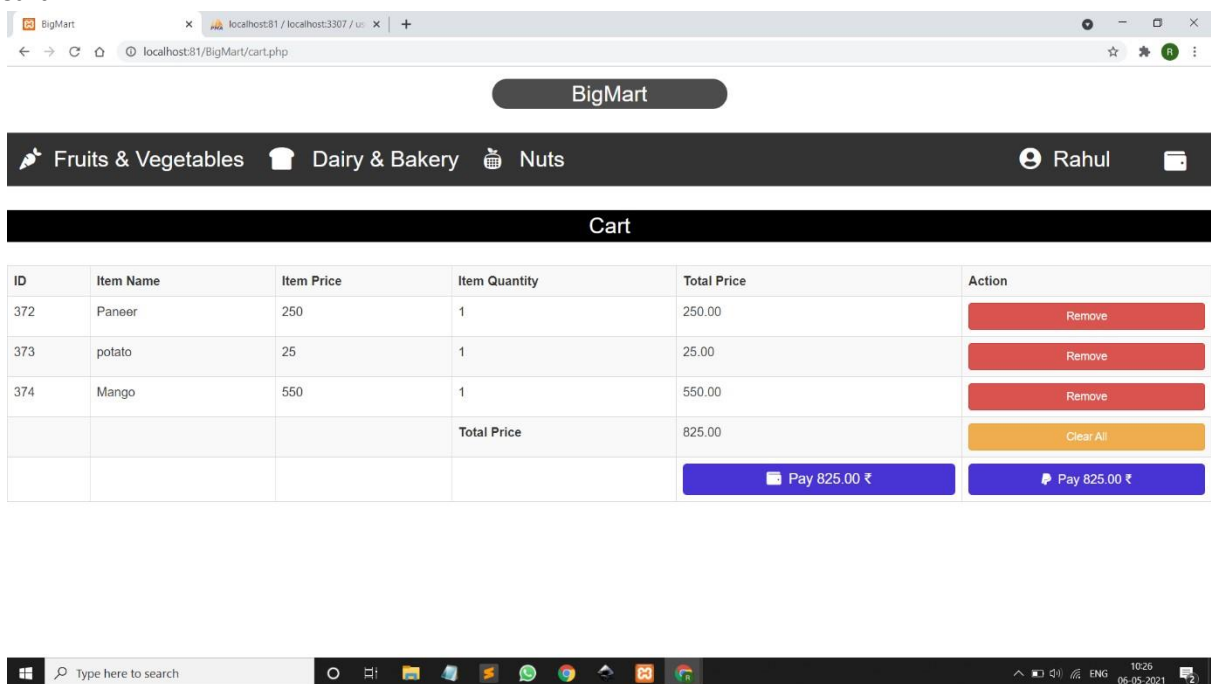 BigMart
localhost:81 / localhost:3307 / us
localhost:81/BigMart/cart.php
R
BigMart
Fruits & Vegetables Dairy & Bakery Nuts Rahul
Cart
ID Item Name Item Price Item Quantity Total Price Action
372 Paneer 250 1 250.00 Remove
373 potato 25 1 25.00 Remove
374 Mango 550 1 550.00 Remove
Total Price 825.00 Clear All
Pay 825.00 ₹ Pay 825.00 ₹
Type here to search ENG 10:26
06-05-2021 2